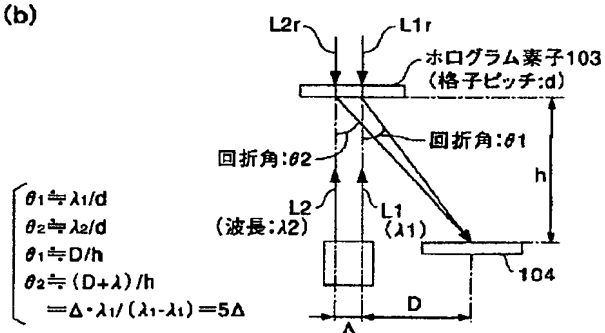 (b)
L2r
L1r
ホログラム素子103
(格子ピッチ:d)
回折角:θ2
回折角:θ1
h
L2
(波長:λ2)
L1
(λ1)
θ1≒λ1/d
θ2≒λ2/d
θ1≒D/h
θ2≒(D+λ)/h
=Δ・λ1/(λ1-λ1)=5Δ
104
D
Δ